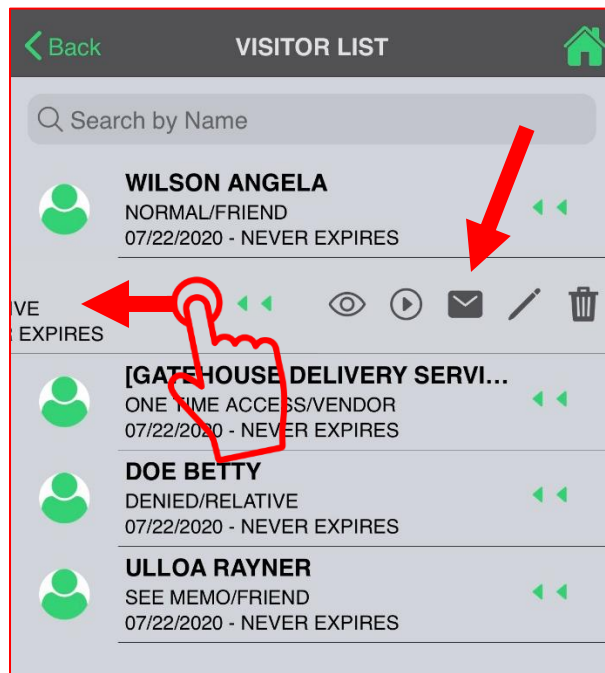 Back
VISITOR LIST
Search by Name
WILSON ANGELA
NORMAL/FRIEND
07/22/2020 - NEVER EXPIRES
IVE
EXPIRES
[GATEHOUSE DELIVERY SERVI...
ONE TIME ACCESS/VENDOR
07/22/2020 - NEVER EXPIRES
DOE BETTY
DENIED/RELATIVE
07/22/2020 - NEVER EXPIRES
ULLOA RAYNER
SEE MEMO/FRIEND
07/22/2020 - NEVER EXPIRES